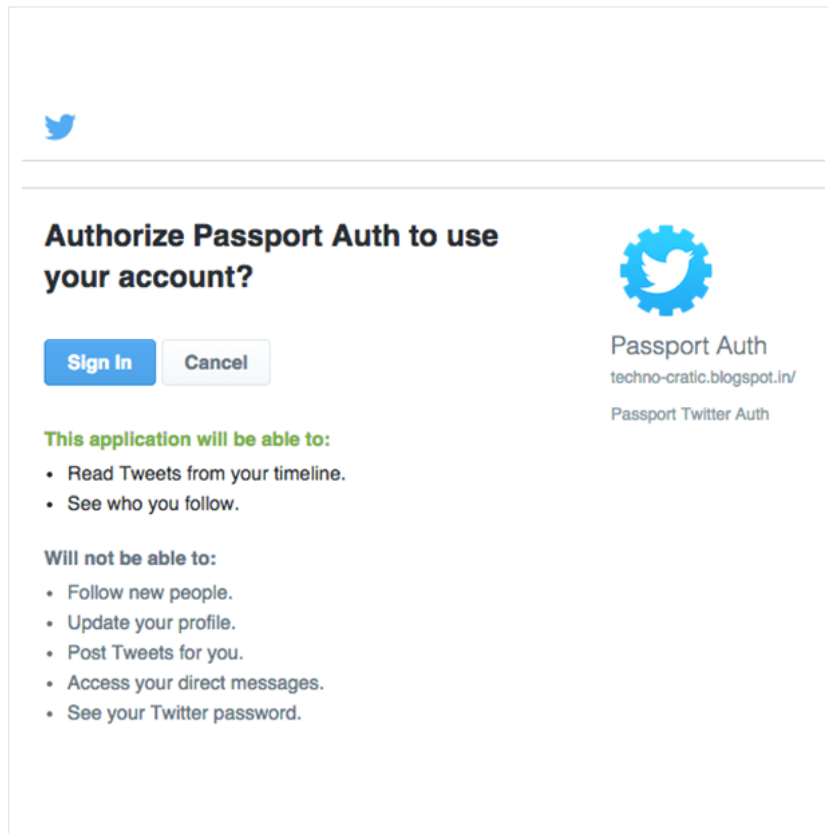 Authorize Passport Auth to use
your account?
Sign In
Cancel
This application will be able to:
• Read Tweets from your timeline.
• See who you follow.
Will not be able to:
• Follow new people.
• Update your profile.
• Post Tweets for you.
• Access your direct messages.
• See your Twitter password.
Passport Auth
techno-cratic.blogspot.in/
Passport Twitter Auth